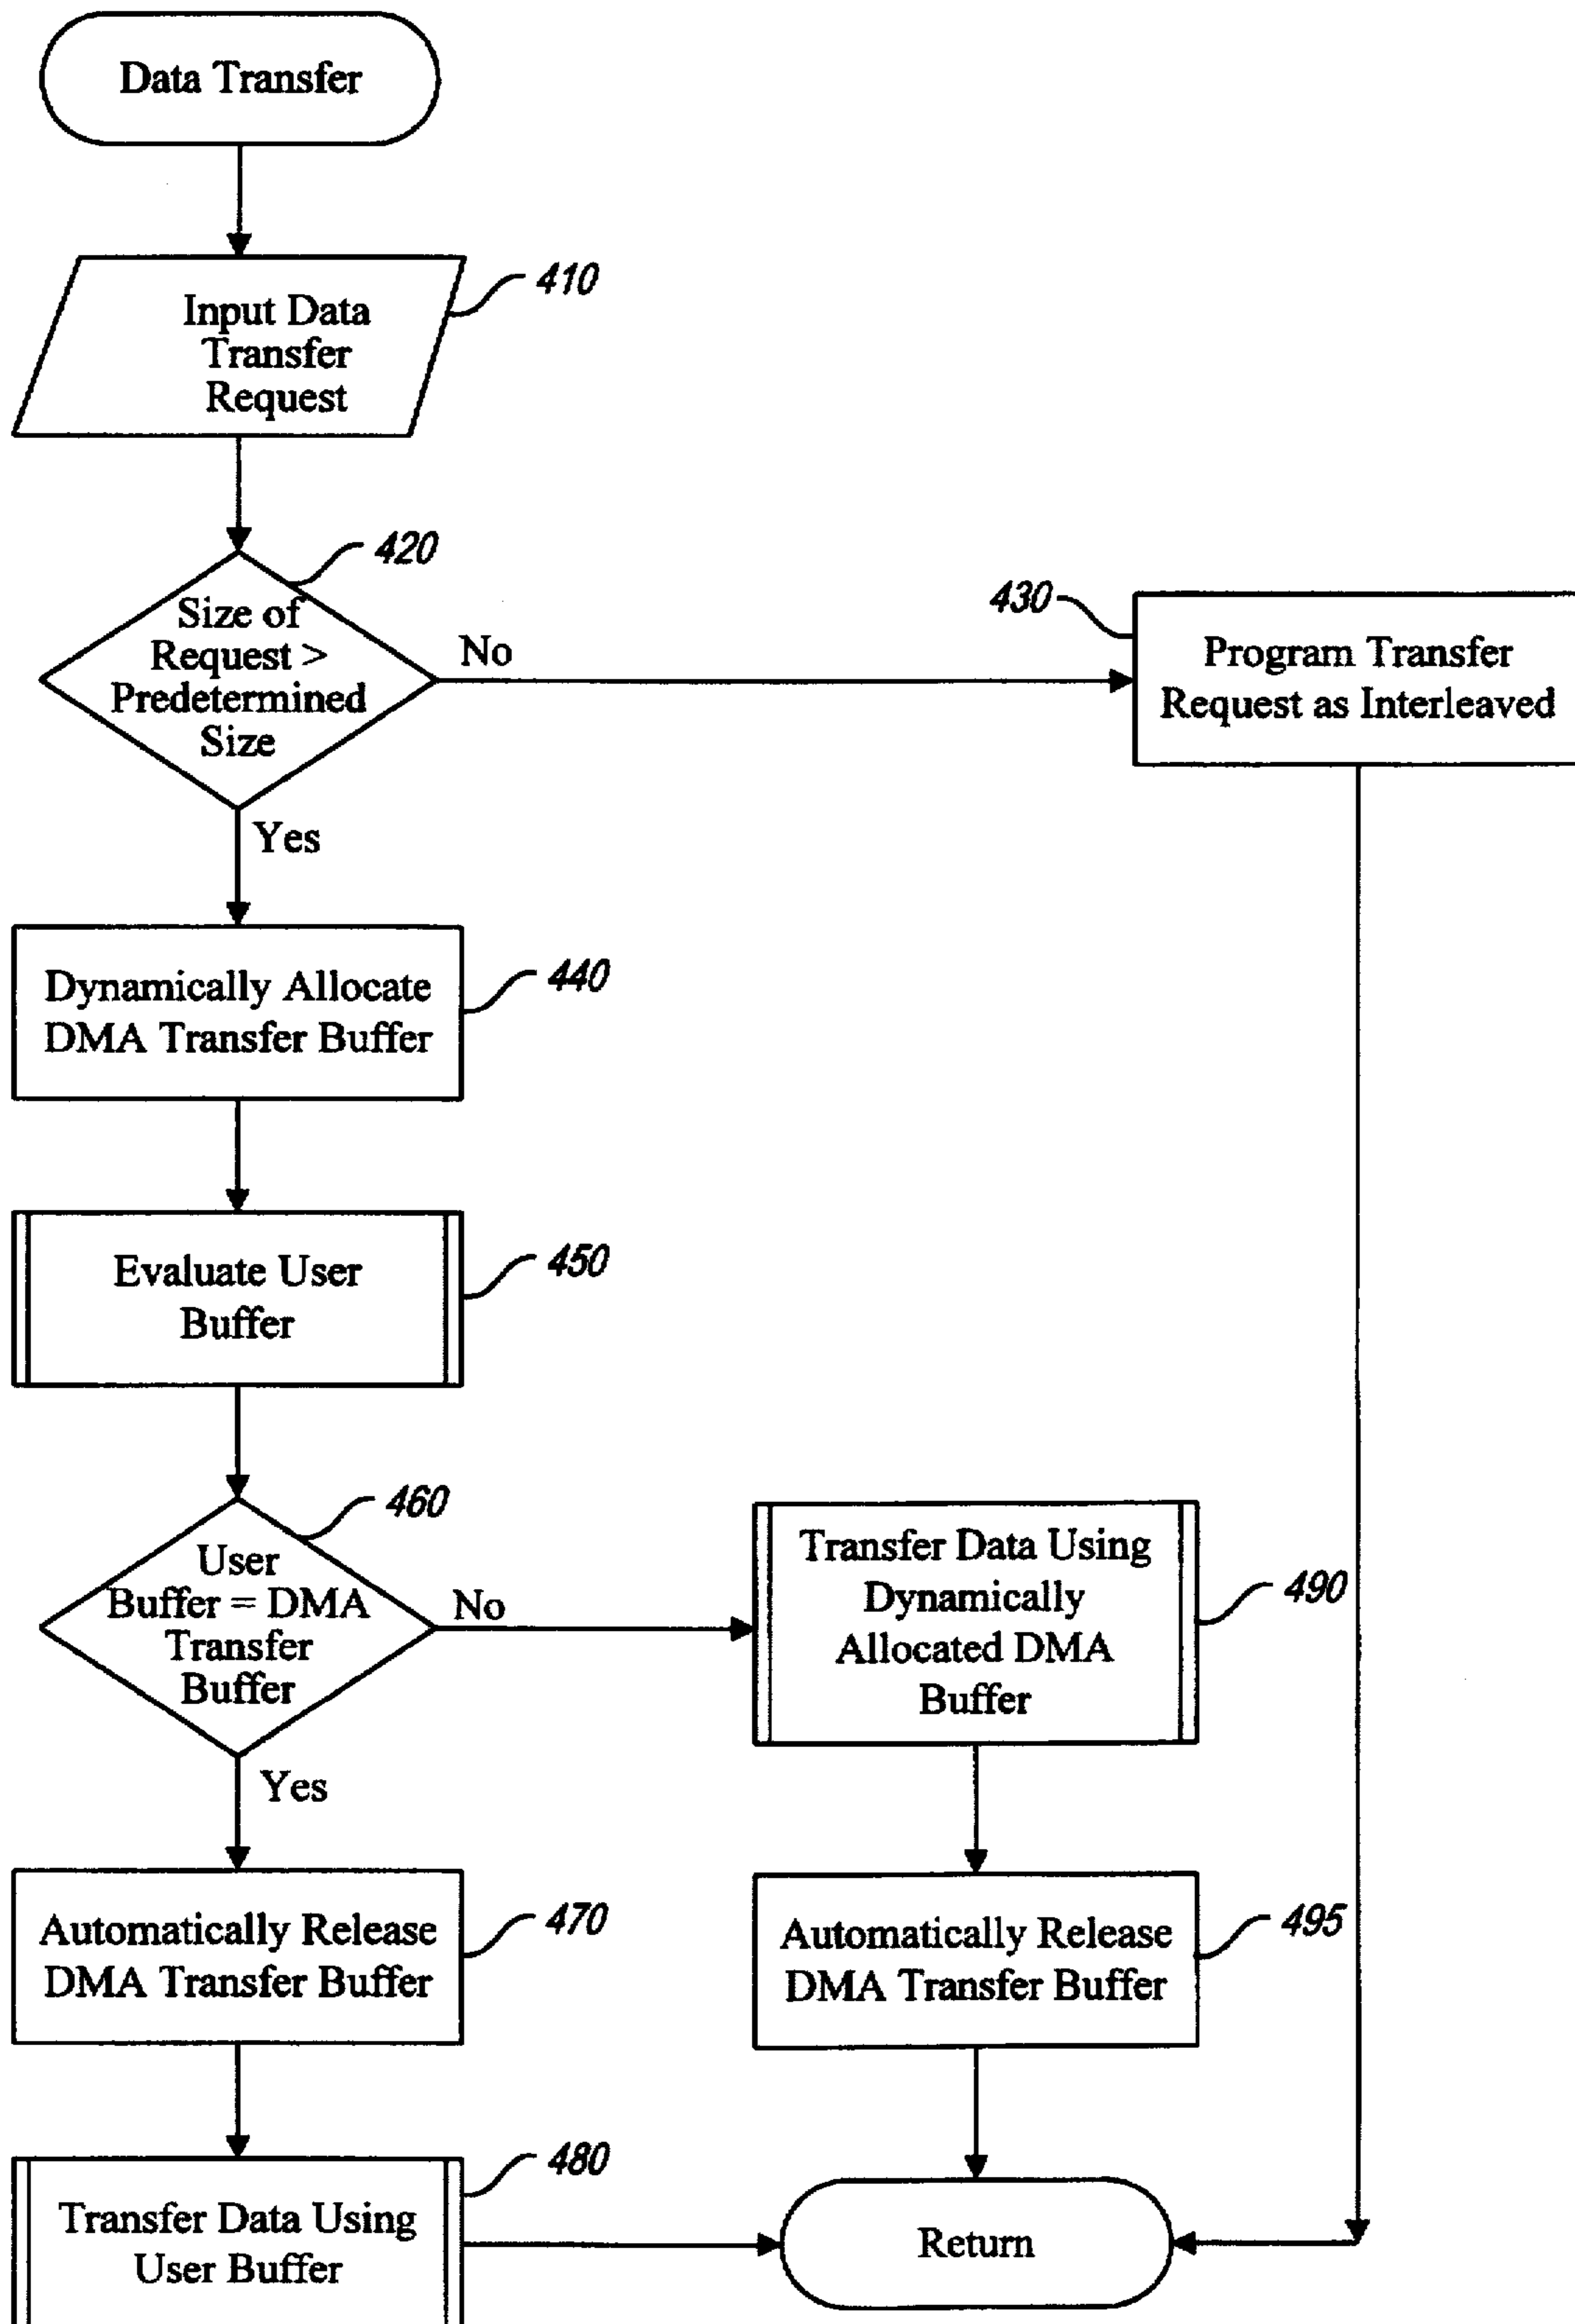 Data Transfer
410
Input Data
Transfer
Request
420
Size of
Request >
Predetermined
Size
No
430
Program Transfer
Request as Interleaved
Yes
Dynamically Allocate
DMA Transfer Buffer
440
Evaluate User
Buffer
450
460
User
Buffer = DMA
Transfer
Buffer
No
Transfer Data Using
Dynamically
Allocated DMA
Buffer
490
Yes
Automatically Release
DMA Transfer Buffer
470
Automatically Release
DMA Transfer Buffer
495
Transfer Data Using
User Buffer
480
Return